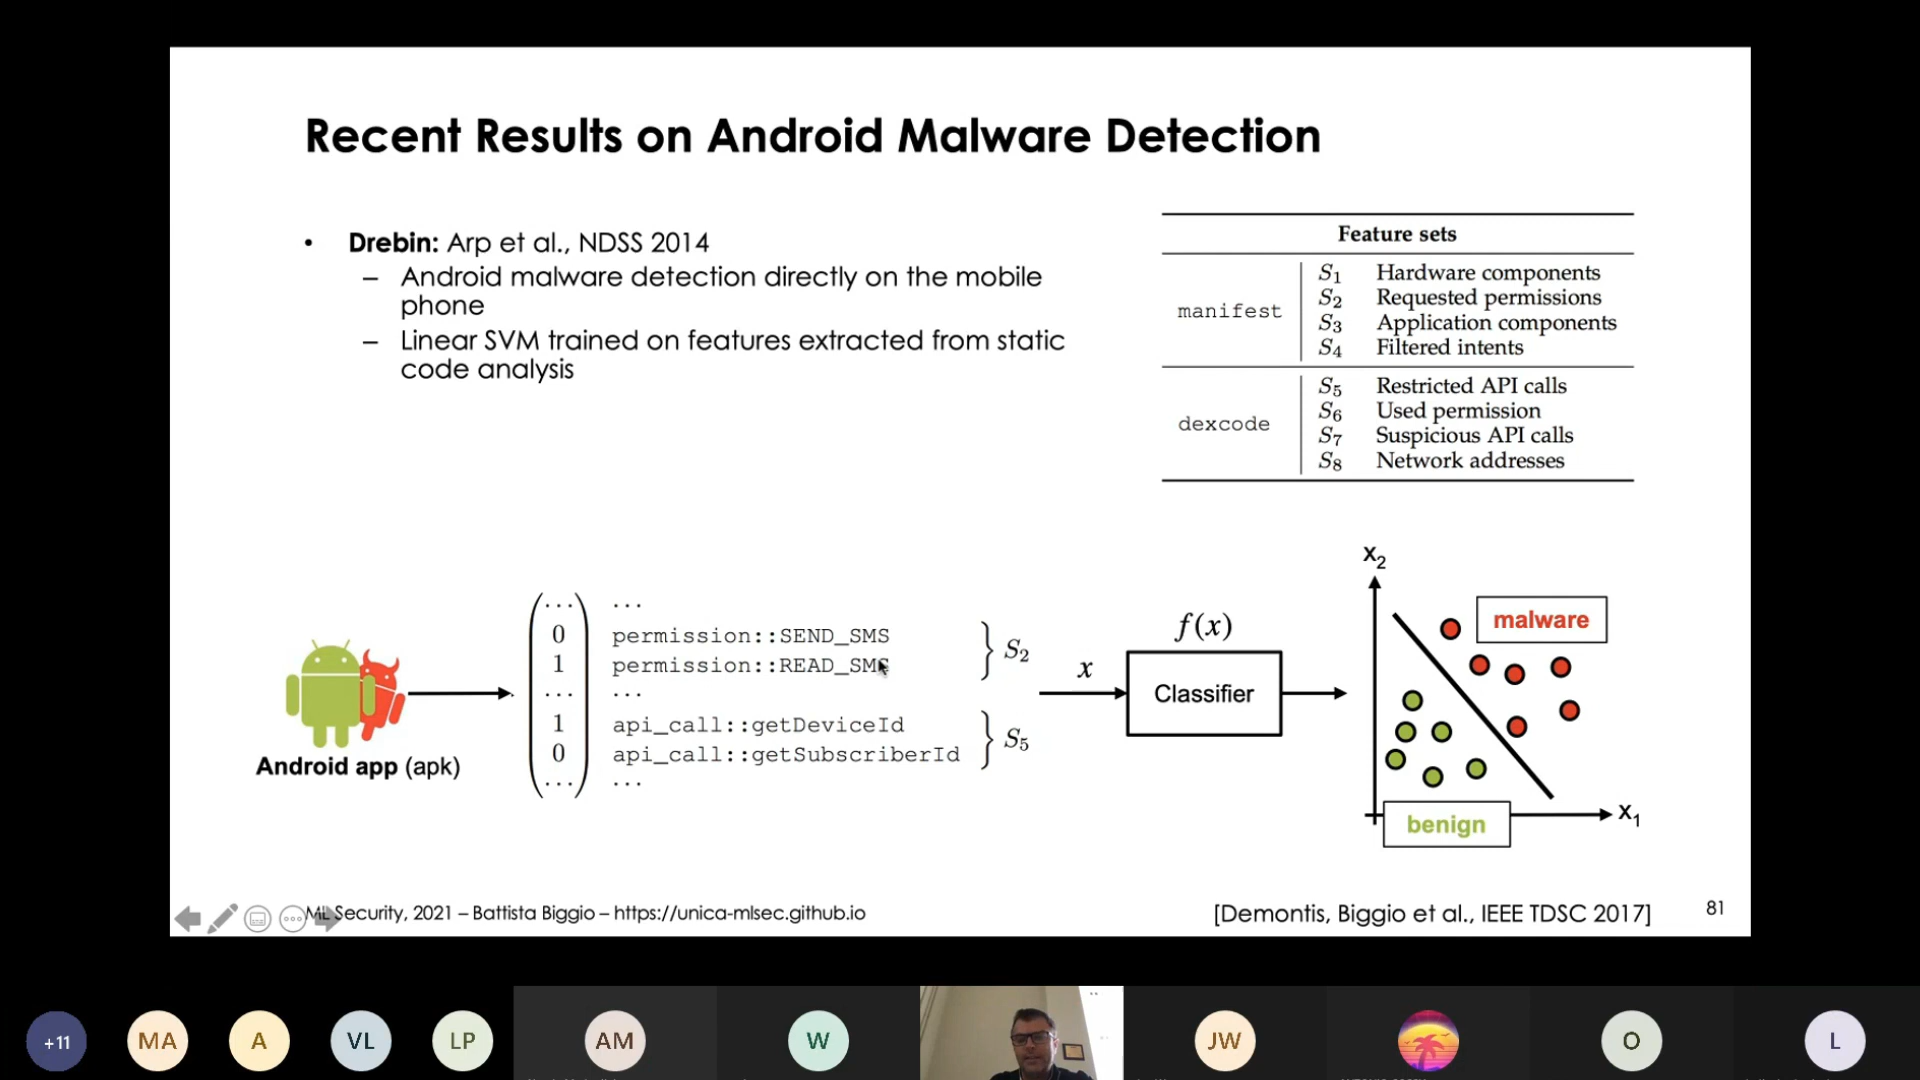 Recent Results on Android Malware Detection
• Drebin: Arp et al., NDSS 2014
– Android malware detection directly on the mobile
phone
– Linear SVM trained on features extracted from static
code analysis
Feature sets
manifest
S1 Hardware components
S2 Requested permissions
S3 Application components
S4 Filtered intents
dexcode
S5 Restricted API calls
S6 Used permission
S7 Suspicious API calls
S8 Network addresses
Android app (apk)
... ...
0 permission::SEND_SMS
1 permission::READ_SMS
... ...
1 api_call::getDeviceId
0 api_call::getSubscriberId
... ...
S2
S5
x
f(x)
Classifier
x2
malware
benign
x1
ML Security, 2021 – Battista Biggio – https://unica-mlsec.github.io
[Demontis, Biggio et al., IEEE TDSC 2017]
81
+11
MA
A
VL
LP
AM
W
JW
O
L